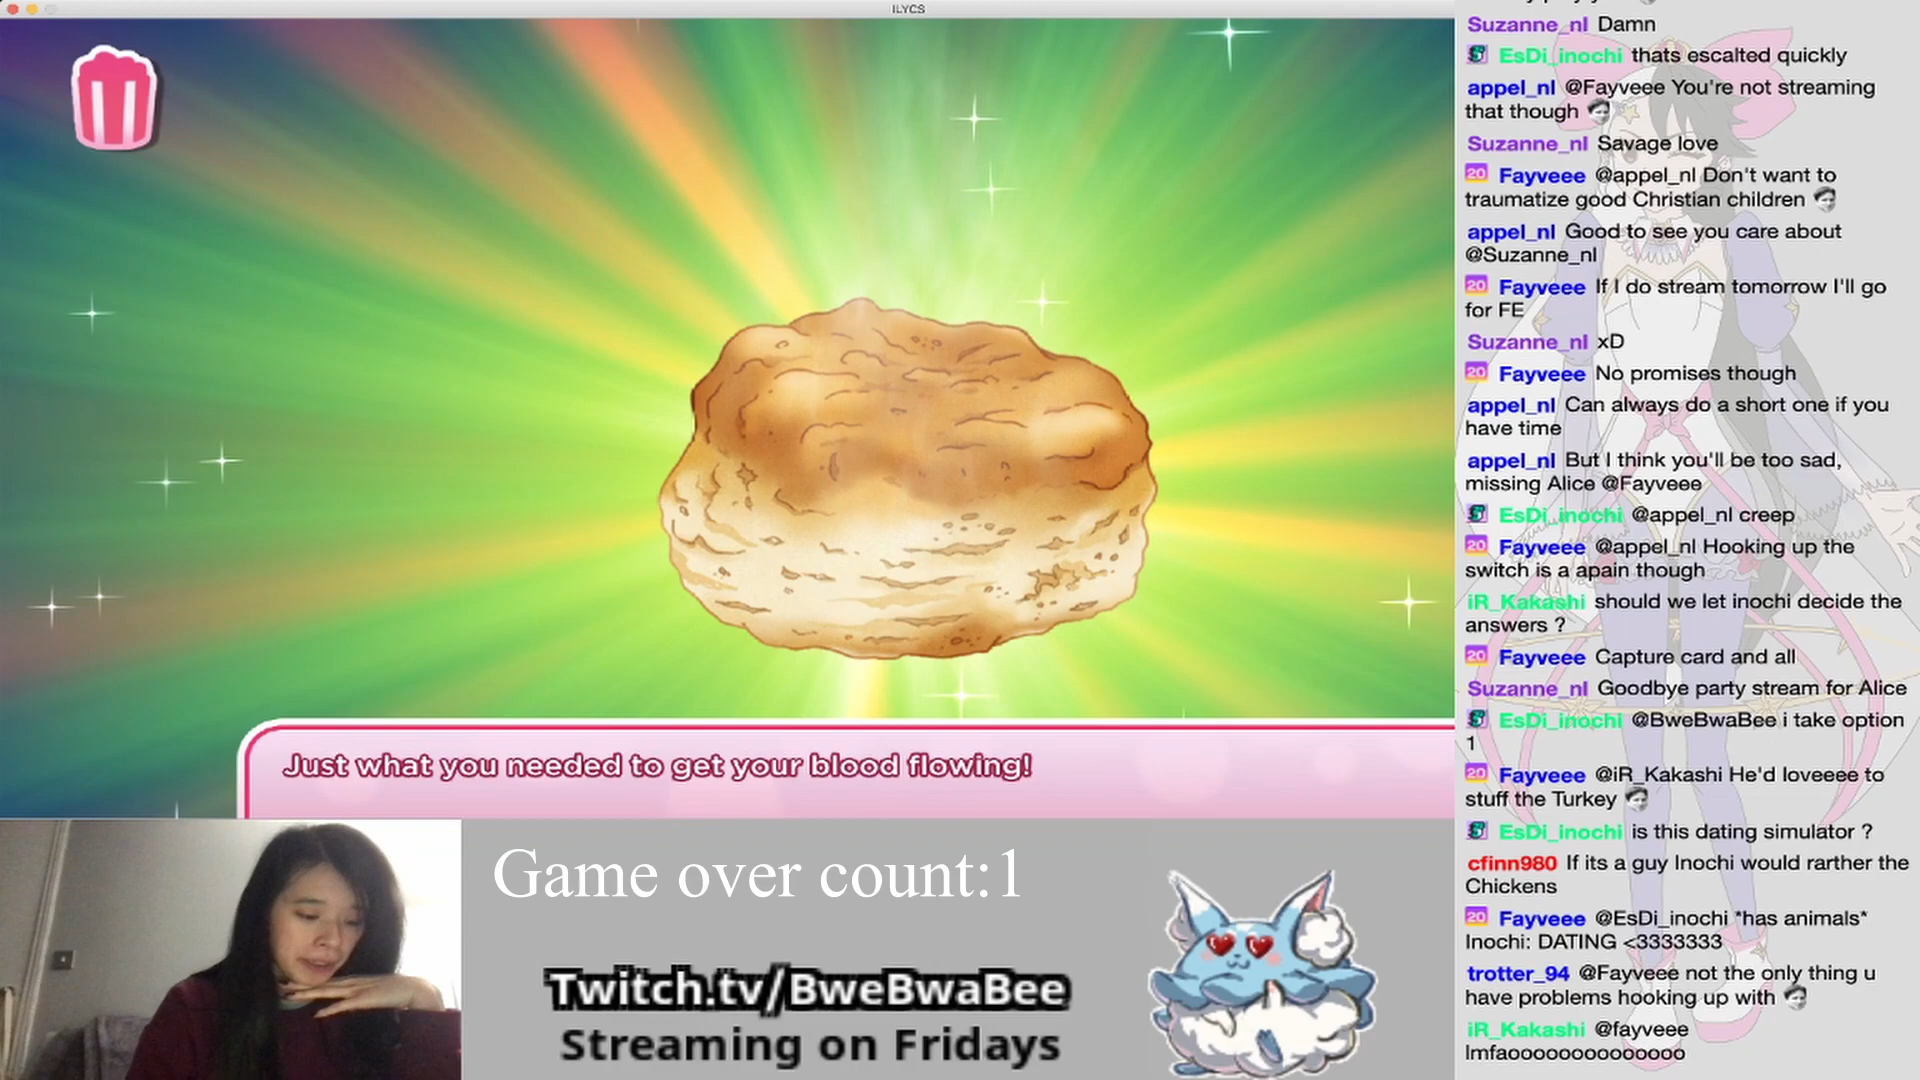 ILYCS
Just what you needed to get your blood flowing!
Game over count:1
Twitch.tv/BweBwaBee
Streaming on Fridays
Suzanne_nl Damn
EsDi_inochi thats escalted quickly
appel_nl @Fayveee You're not streaming
that though
Suzanne_nl Savage love
20 Fayveee @appel_nl Don't want to
traumatize good Christian children
appel_nl Good to see you care about
@Suzanne_nl
20 Fayveee If I do stream tomorrow I'll go
for FE
Suzanne_nl xD
20 Fayveee No promises though
appel_nl Can always do a short one if you
have time
appel_nl But I think you'll be too sad,
missing Alice @Fayveee
EsDi_inochi @appel_nl creep
20 Fayveee @appel_nl Hooking up the
switch is a apain though
iR_Kakashi should we let inochi decide the
answers ?
20 Fayveee Capture card and all
Suzanne_nl Goodbye party stream for Alice
EsDi_inochi @BweBwaBee i take option
1
20 Fayveee @iR_Kakashi He'd loveeee to
stuff the Turkey
EsDi_inochi is this dating simulator ?
cfinn980 If its a guy Inochi would rarther the
Chickens
20 Fayveee @EsDi_inochi *has animals*
Inochi: DATING <3333333
trotter_94 @Fayveee not the only thing u
have problems hooking up with
iR_Kakashi @fayveee
lmfaooooooooooooooo